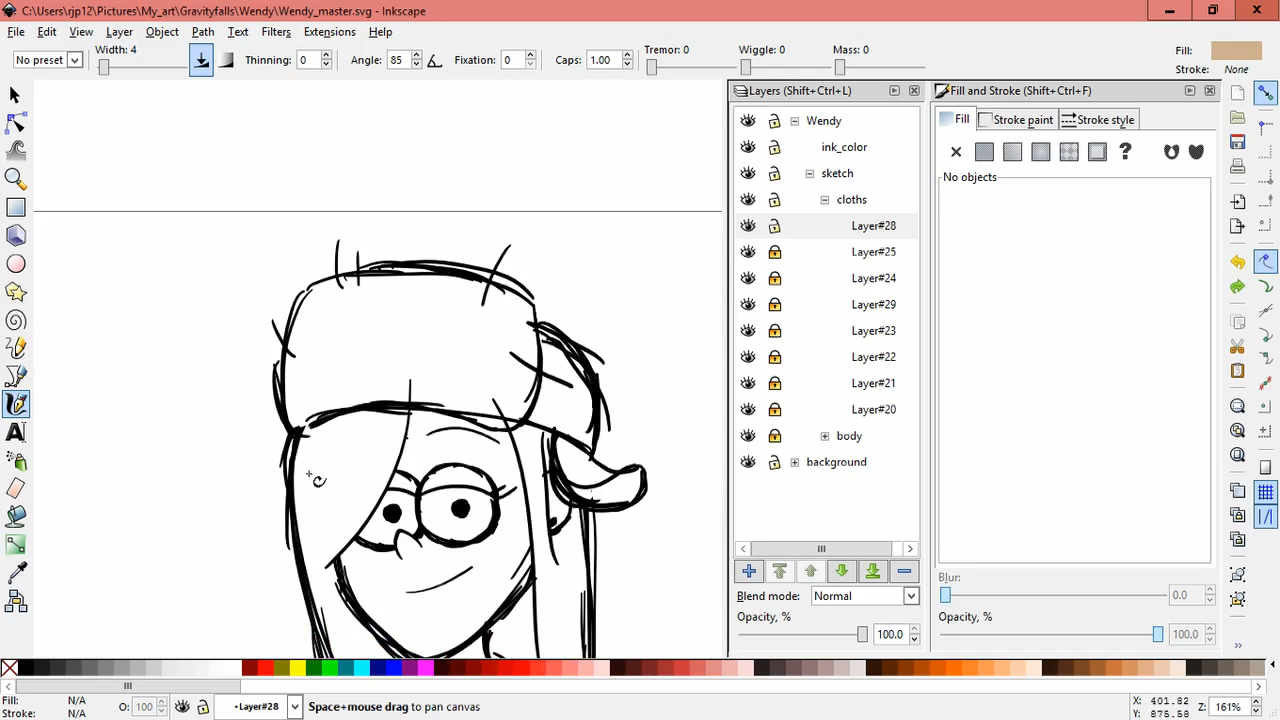 C:\Users\rjp12\Pictures\My_art\Gravityfalls\Wendy\Wendy_master.svg - Inkscape
File Edit View Layer Object Path Text Filters Extensions Help
No preset Width: 4 Thinning: 0 Angle: 85 Fixation: 0 Caps: 1.00 Tremor: 0 Wiggle: 0 Mass: 0 Fill:
Stroke: None
Layers (Shift+Ctrl+L) Fill and Stroke (Shift+Ctrl+F)
Wendy
Fill Stroke paint Stroke style
ink_color
sketch
No objects
cloths
Layer#28
Layer#25
Layer#24
Layer#29
Layer#23
Layer#22
Layer#21
Layer#20
body
background
Blur:
0.0
Blend mode: Normal
Opacity, % Opacity, %
100.0 100.0
Fill: N/A
Stroke: N/A
O: 100 •Layer#28 Space+mouse drag to pan canvas
X: 401.82
Y: 875.58
Z: 161%